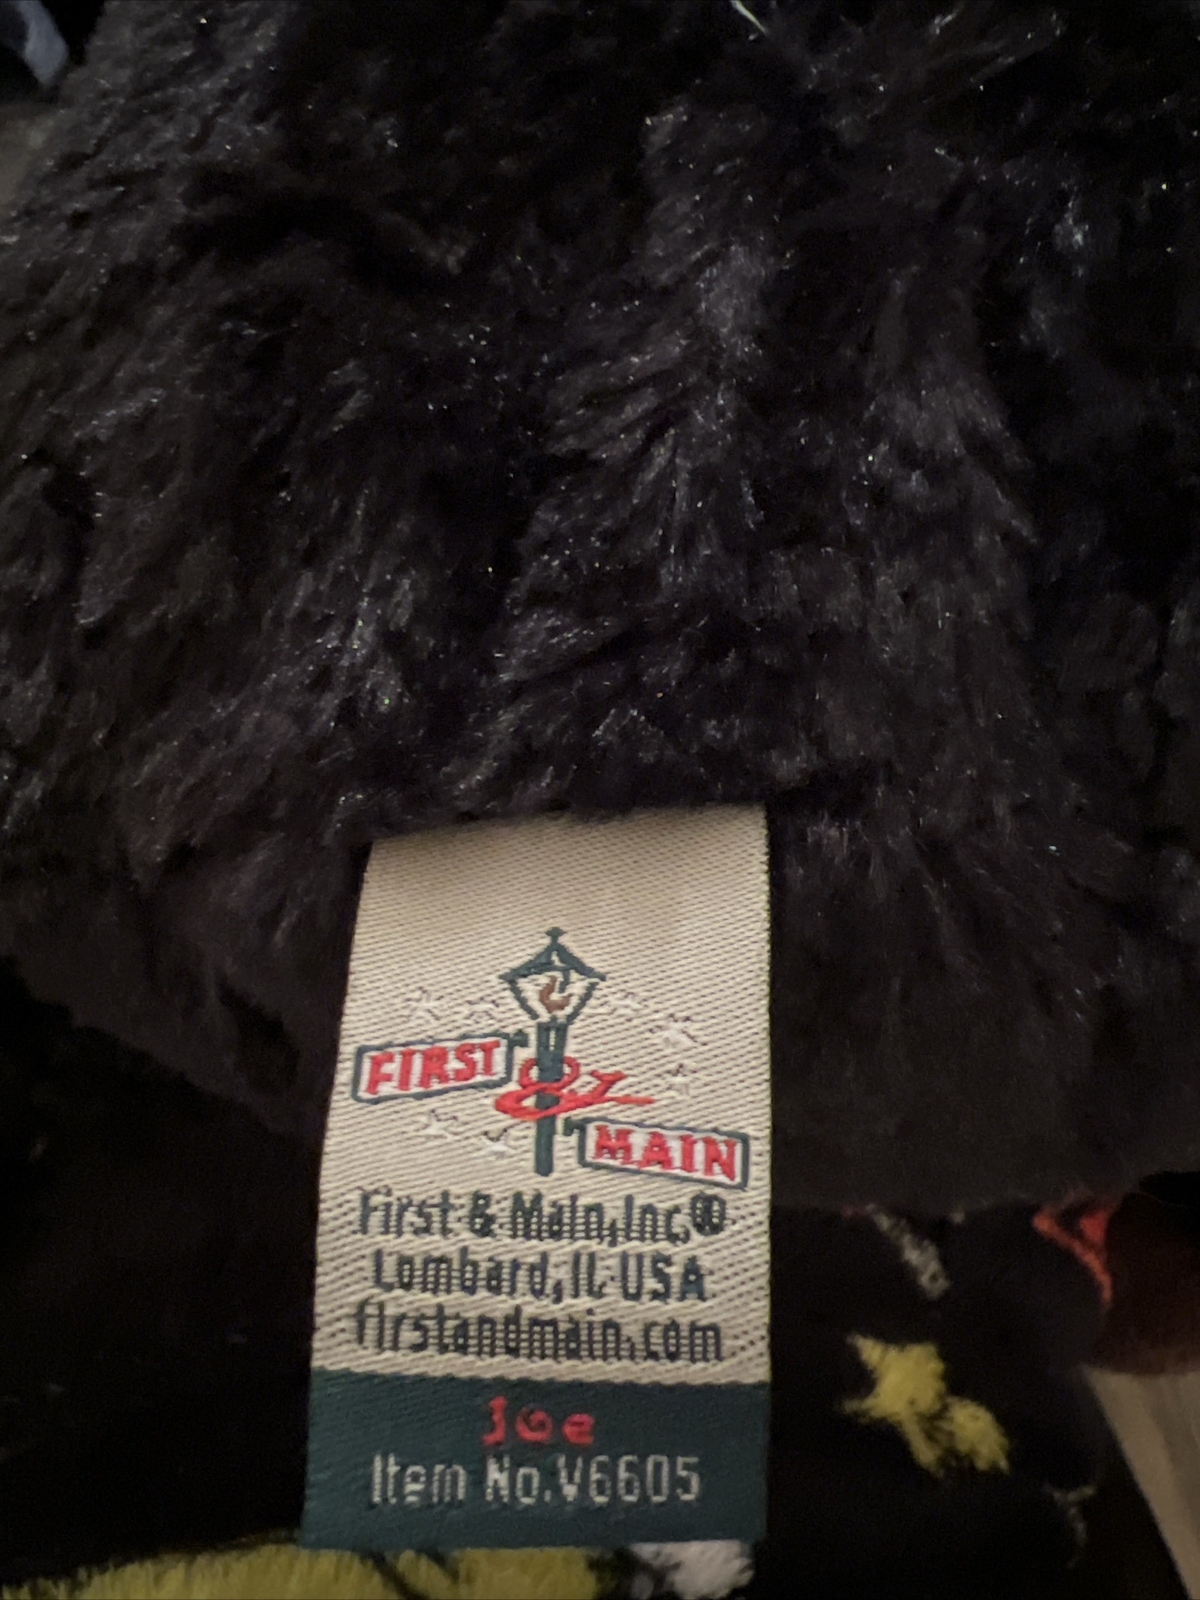 FIRST
&
MAIN
First & Main, Inc.®
Lombard, IL USA
firstandmain.com
Joe
Item No. V6605